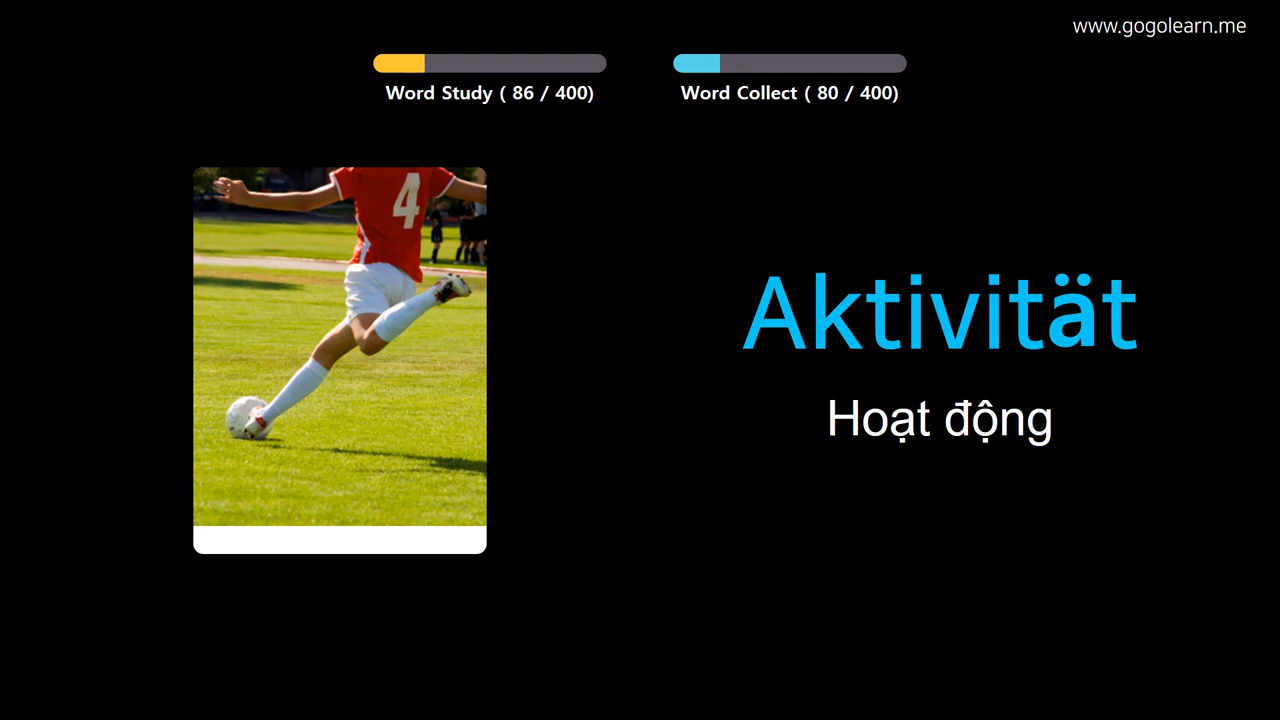 www.gogolearn.me
Word Study ( 86 / 400)
Word Collect ( 80 / 400)
4
Aktivität
Hoạt động